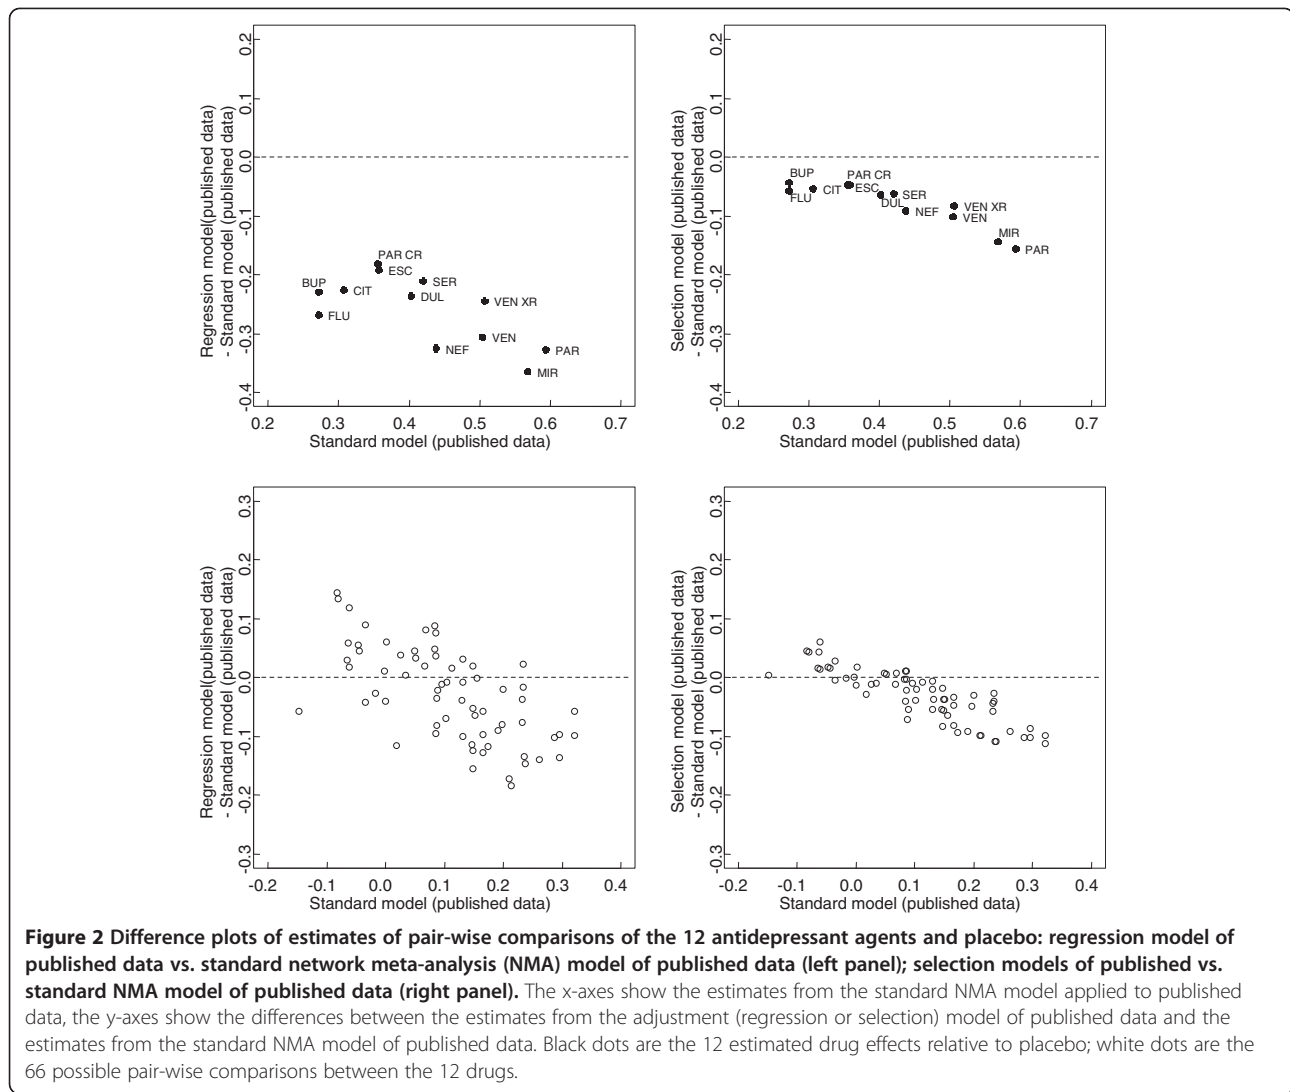 0.2
0.1
0.0
-0.1
-0.2
-0.3
-0.4
Regression model(published data)
- Standard model (published data)
PAR CR
ESC
BUP
CIT
SER
DUL
VEN XR
FLU
NEF
VEN
PAR
MIR
0.2 0.3 0.4 0.5 0.6 0.7
Standard model (published data)
0.2
0.1
0.0
-0.1
-0.2
-0.3
-0.4
Selection model (published data)
- Standard model (published data)
BUP
PAR CR
FLU
CIT
ESC
DUL
SER
NEF
VEN XR
VEN
MIR
PAR
0.2 0.3 0.4 0.5 0.6 0.7
Standard model (published data)
0.3
0.2
0.1
0.0
-0.1
-0.2
-0.3
Regression model(published data)
- Standard model (published data)
-0.2 -0.1 0.0 0.1 0.2 0.3 0.4
Standard model (published data)
0.3
0.2
0.1
0.0
-0.1
-0.2
-0.3
Selection model (published data)
- Standard model (published data)
-0.2 -0.1 0.0 0.1 0.2 0.3 0.4
Standard model (published data)
Figure 2 Difference plots of estimates of pair-wise comparisons of the 12 antidepressant agents and placebo: regression model of
published data vs. standard network meta-analysis (NMA) model of published data (left panel); selection models of published vs.
standard NMA model of published data (right panel). The x-axes show the estimates from the standard NMA model applied to published
data, the y-axes show the differences between the estimates from the adjustment (regression or selection) model of published data and the
estimates from the standard NMA model of published data. Black dots are the 12 estimated drug effects relative to placebo; white dots are the
66 possible pair-wise comparisons between the 12 drugs.